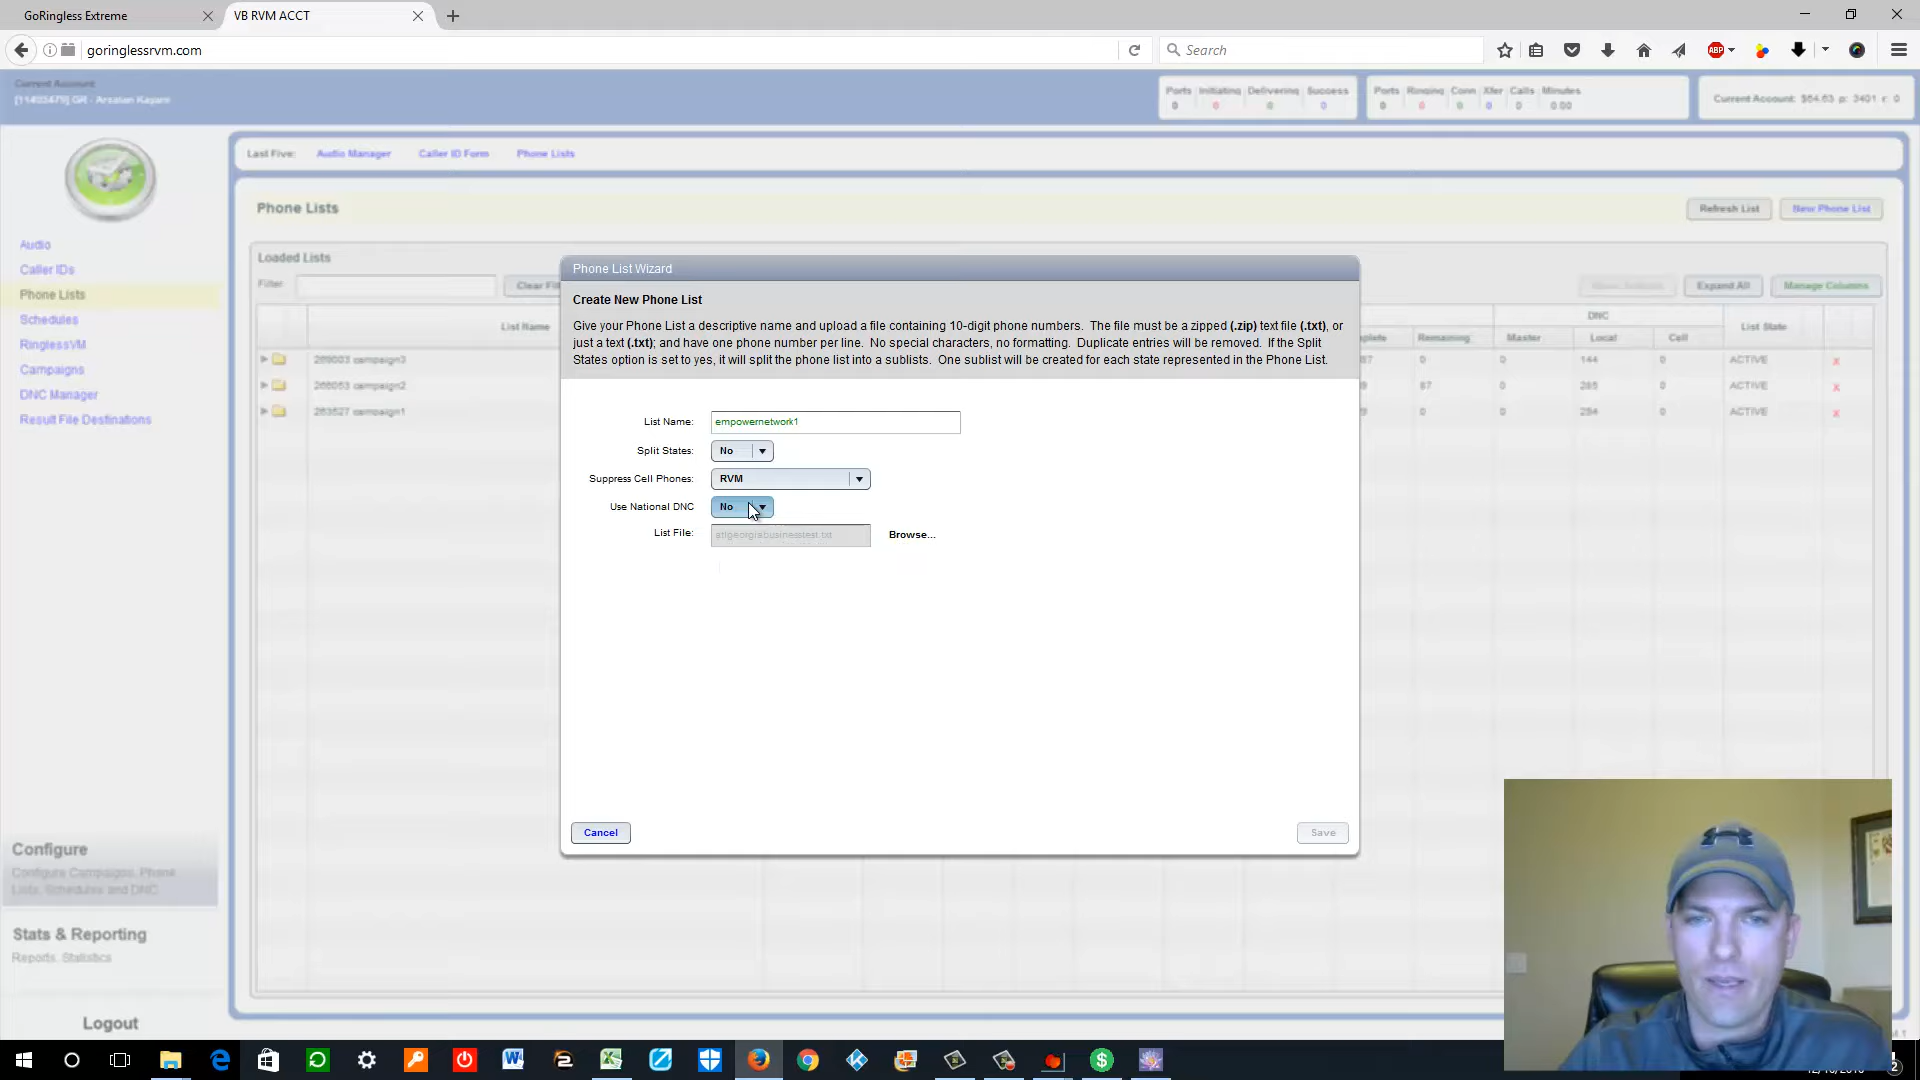 GoRingless Extreme
VB RVM ACCT
goringlessrvm.com
Search
Current Account:
[11403479] GR - Arsalan Kajani
Ports Initiating Delivering Success
0 0 0 0
Ports Ringing Conn Xfer Calls Minutes
0 0 0 0 0 0.00
Current Account: $54.63 p: 3401 r: 0
Last Five: Audio Manager Caller ID Form Phone Lists
Phone Lists
Refresh List
New Phone List
Audio
Caller IDs
Phone Lists
Schedules
RinglessVM
Campaigns
DNC Manager
Result File Destinations
Loaded Lists
Filter
Clear Fil
Expand All
Manage Columns
List Name
DNC
List State
Remaining Master Local Cell
269003 campaign3
87 0 0 144 0 ACTIVE x
266053 campaign2
9 87 0 285 0 ACTIVE x
263527 campaign1
9 0 0 284 0 ACTIVE x
Phone List Wizard
Create New Phone List
Give your Phone List a descriptive name and upload a file containing 10-digit phone numbers. The file must be a zipped (.zip) text file (.txt), or
just a text (.txt); and have one phone number per line. No special characters, no formatting. Duplicate entries will be removed. If the Split
States option is set to yes, it will split the phone list into a sublists. One sublist will be created for each state represented in the Phone List.
List Name: empowernetwork1
Split States: No
Suppress Cell Phones: RVM
Use National DNC No
List File: atlgeorgiabusinesstest.txt Browse...
Cancel
Save
Configure
Configure Campaigns, Phone
Lists, Schedules and DNC
Stats & Reporting
Reports, Statistics
Logout